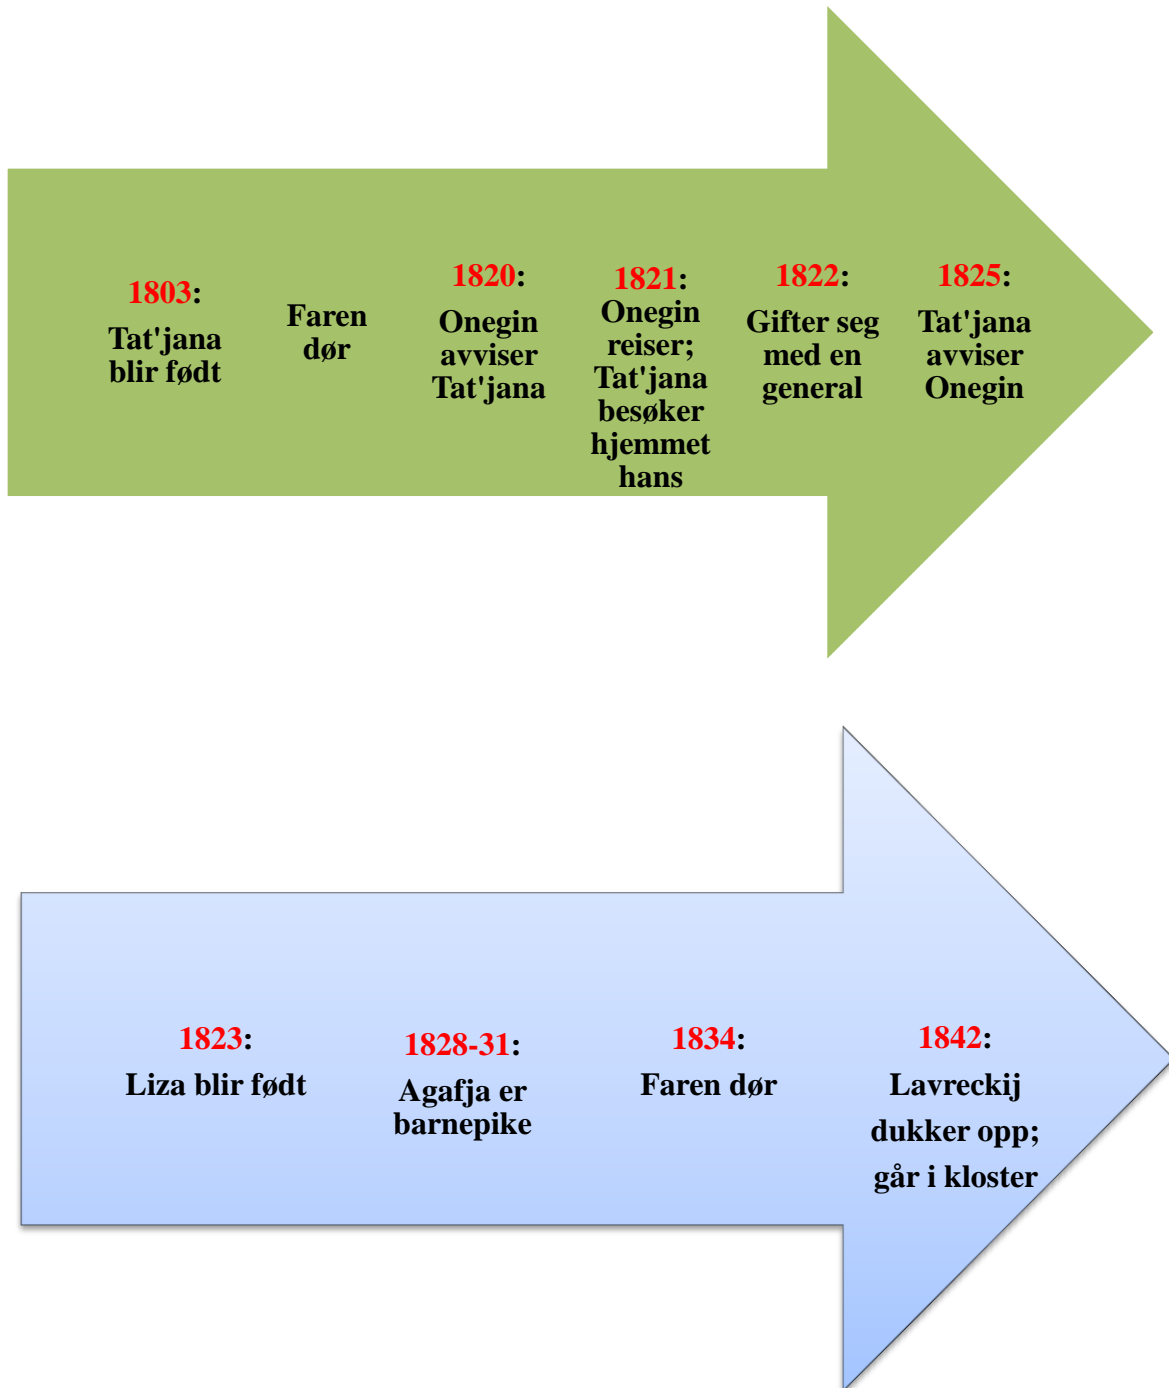 1803:
Tat'jana
blir født
Faren
dør
1820:
Onegin
avviser
Tat'jana
1821:
Onegin
reiser;
Tat'jana
besøker
hjemmet
hans
1822:
Gifter seg
med en
general
1825:
Tat'jana
avviser
Onegin
1823:
Liza blir født
1828-31:
Agafja er
barnepike
1834:
Faren dør
1842:
Lavreckij
dukker opp;
går i kloster